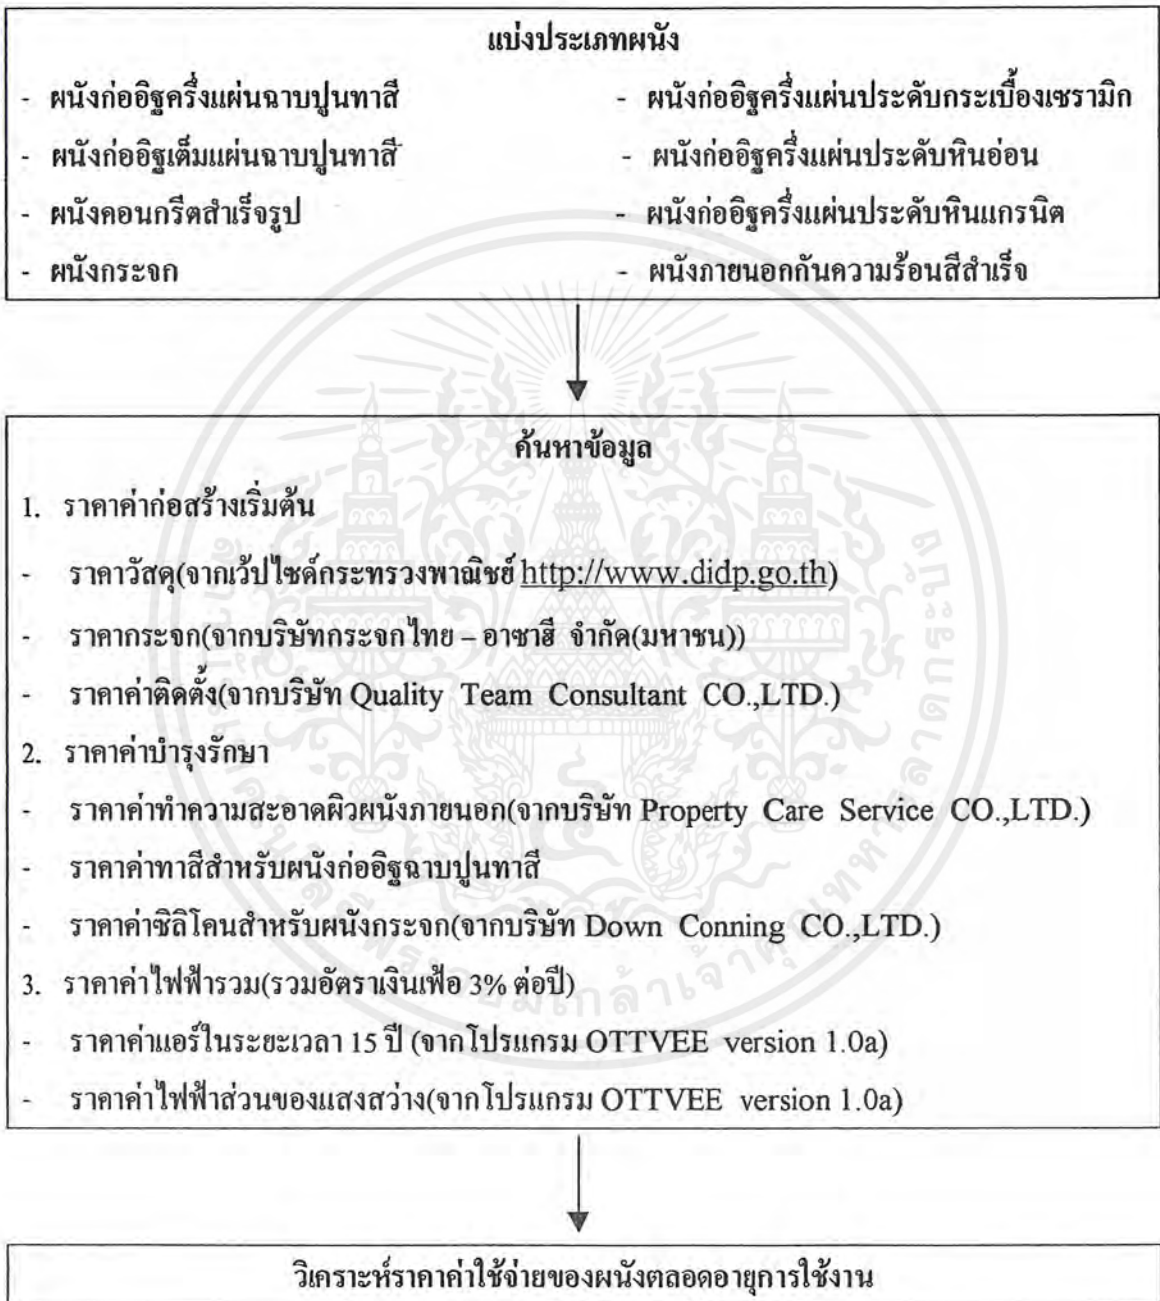 แบ่งประเภทผนัง
- ผนังก่ออิฐครึ่งแผ่นฉาบปูนทาสี - ผนังก่ออิฐครึ่งแผ่นประดับกระเบื้องเซรามิก
- ผนังก่ออิฐเต็มแผ่นฉาบปูนทาสี - ผนังก่ออิฐครึ่งแผ่นประดับหินอ่อน
- ผนังคอนกรีตสำเร็จรูป - ผนังก่ออิฐครึ่งแผ่นประดับหินแกรนิต
- ผนังกระจก - ผนังภายนอกกันความร้อนสีสำเร็จ
ค้นหาข้อมูล
1. ราคาค่าก่อสร้างเริ่มต้น
- ราคาวัสดุ(จากเว้ปไซด์กระทรวงพาณิชย์ http://www.didp.go.th)
- ราคากระจก(จากบริษัทกระจกไทย – อาซาฮี จำกัด(มหาชน))
- ราคาค่าติดตั้ง(จากบริษัท Quality Team Consultant CO.,LTD.)
2. ราคาค่าบำรุงรักษา
- ราคาค่าทำความสะอาดผิวผนังภายนอก(จากบริษัท Property Care Service CO.,LTD.)
- ราคาค่าทาสีสำหรับผนังก่ออิฐฉาบปูนทาสี
- ราคาค่าซิลิโคนสำหรับผนังกระจก(จากบริษัท Down Conning CO.,LTD.)
3. ราคาค่าไฟฟ้ารวม(รวมอัตราเงินเฟ้อ 3% ต่อปี)
- ราคาค่าแอร์ในระยะเวลา 15 ปี (จากโปรแกรม OTTVEE version 1.0a)
- ราคาค่าไฟฟ้าส่วนของแสงสว่าง(จากโปรแกรม OTTVEE version 1.0a)
วิเคราะห์ราคาค่าใช้จ่ายของผนังตลอดอายุการใช้งาน